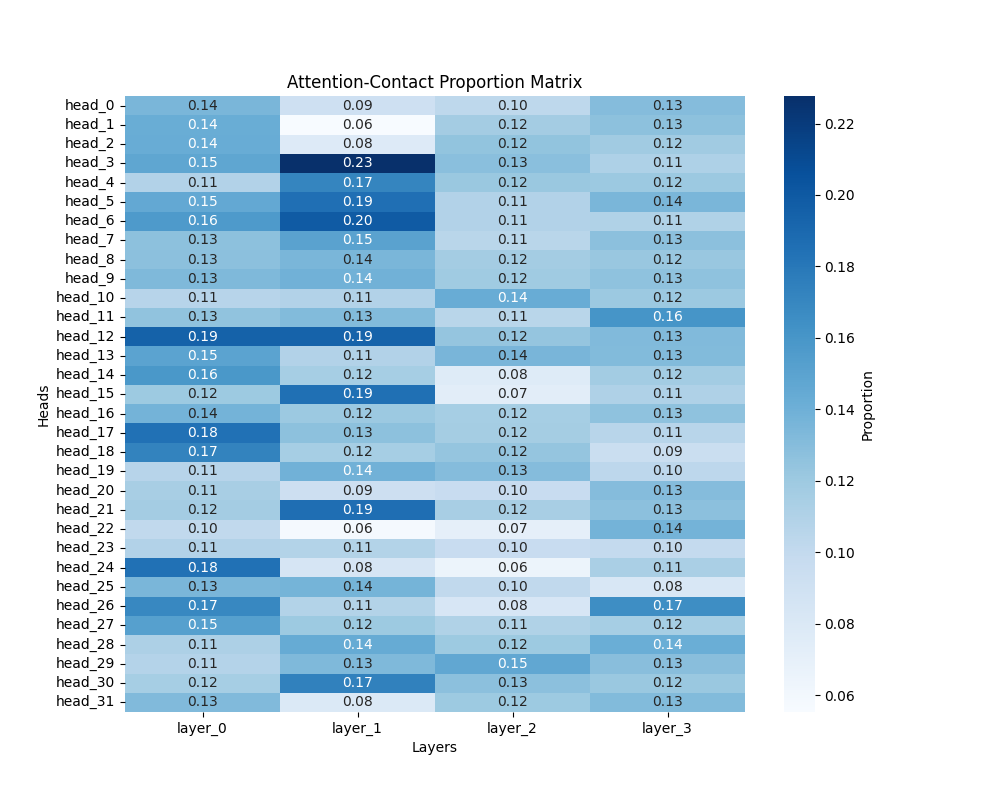 Attention-Contact Proportion Matrix
head_0 0.14 0.09 0.10 0.13
head_1 0.14 0.06 0.12 0.13
head_2 0.14 0.08 0.12 0.12
head_3 0.15 0.23 0.13 0.11
head_4 0.11 0.17 0.12 0.12
head_5 0.15 0.19 0.11 0.14
head_6 0.16 0.20 0.11 0.11
head_7 0.13 0.15 0.11 0.13
head_8 0.13 0.14 0.12 0.12
head_9 0.13 0.14 0.12 0.13
head_10 0.11 0.11 0.14 0.12
head_11 0.13 0.13 0.11 0.16
head_12 0.19 0.19 0.12 0.13
head_13 0.15 0.11 0.14 0.13
head_14 0.16 0.12 0.08 0.12
head_15 0.12 0.19 0.07 0.11
head_16 0.14 0.12 0.12 0.13
head_17 0.18 0.13 0.12 0.11
head_18 0.17 0.12 0.12 0.09
head_19 0.11 0.14 0.13 0.10
head_20 0.11 0.09 0.10 0.13
head_21 0.12 0.19 0.12 0.13
head_22 0.10 0.06 0.07 0.14
head_23 0.11 0.11 0.10 0.10
head_24 0.18 0.08 0.06 0.11
head_25 0.13 0.14 0.10 0.08
head_26 0.17 0.11 0.08 0.17
head_27 0.15 0.12 0.11 0.12
head_28 0.11 0.14 0.12 0.14
head_29 0.11 0.13 0.15 0.13
head_30 0.12 0.17 0.13 0.12
head_31 0.13 0.08 0.12 0.13
layer_0 layer_1 layer_2 layer_3
Layers
Heads
0.22
0.20
0.18
0.16
0.14
0.12
0.10
0.08
0.06
Proportion